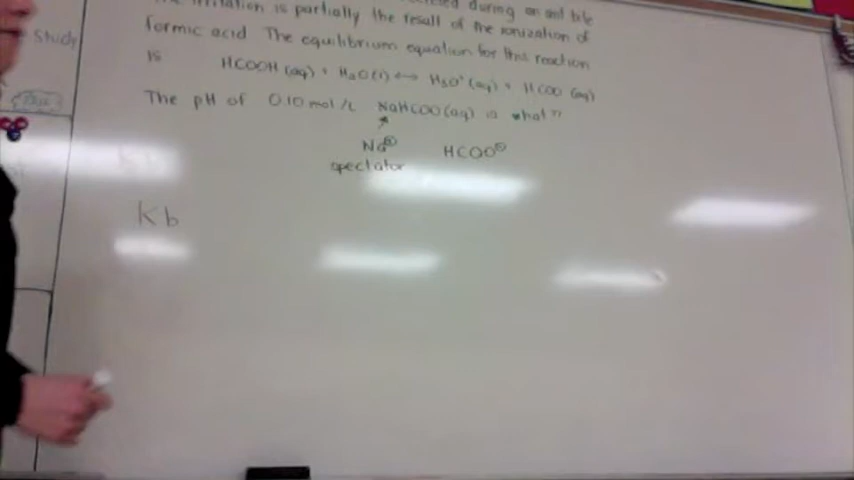 irritation is partially the result of the ionization of
formic acid The equilibrium equation for this reaction
is HCOOH (aq) + H₂O(l) ⟷ H₃O⁺(aq) + HCOO (aq)
The pH of 0.10 mol/L NaHCOO(aq) is what?
Na⊕ HCOO⊖
spectator
Kb
Study